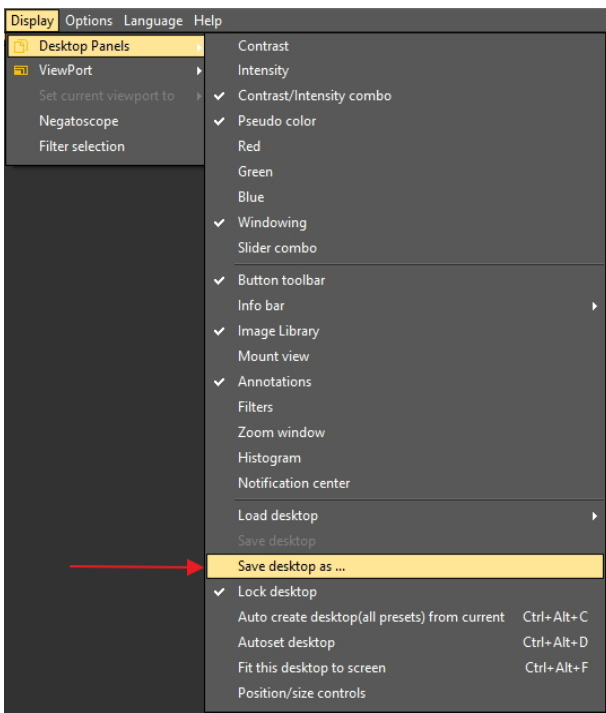 Display Options Language Help
Desktop Panels
ViewPort
Set current viewport to
Negatoscope
Filter selection
Contrast
Intensity
Contrast/Intensity combo
Pseudo color
Red
Green
Blue
Windowing
Slider combo
Button toolbar
Info bar
Image Library
Mount view
Annotations
Filters
Zoom window
Histogram
Notification center
Load desktop
Save desktop
Save desktop as ...
Lock desktop
Auto create desktop(all presets) from current Ctrl+Alt+C
Autoset desktop Ctrl+Alt+D
Fit this desktop to screen Ctrl+Alt+F
Position/size controls